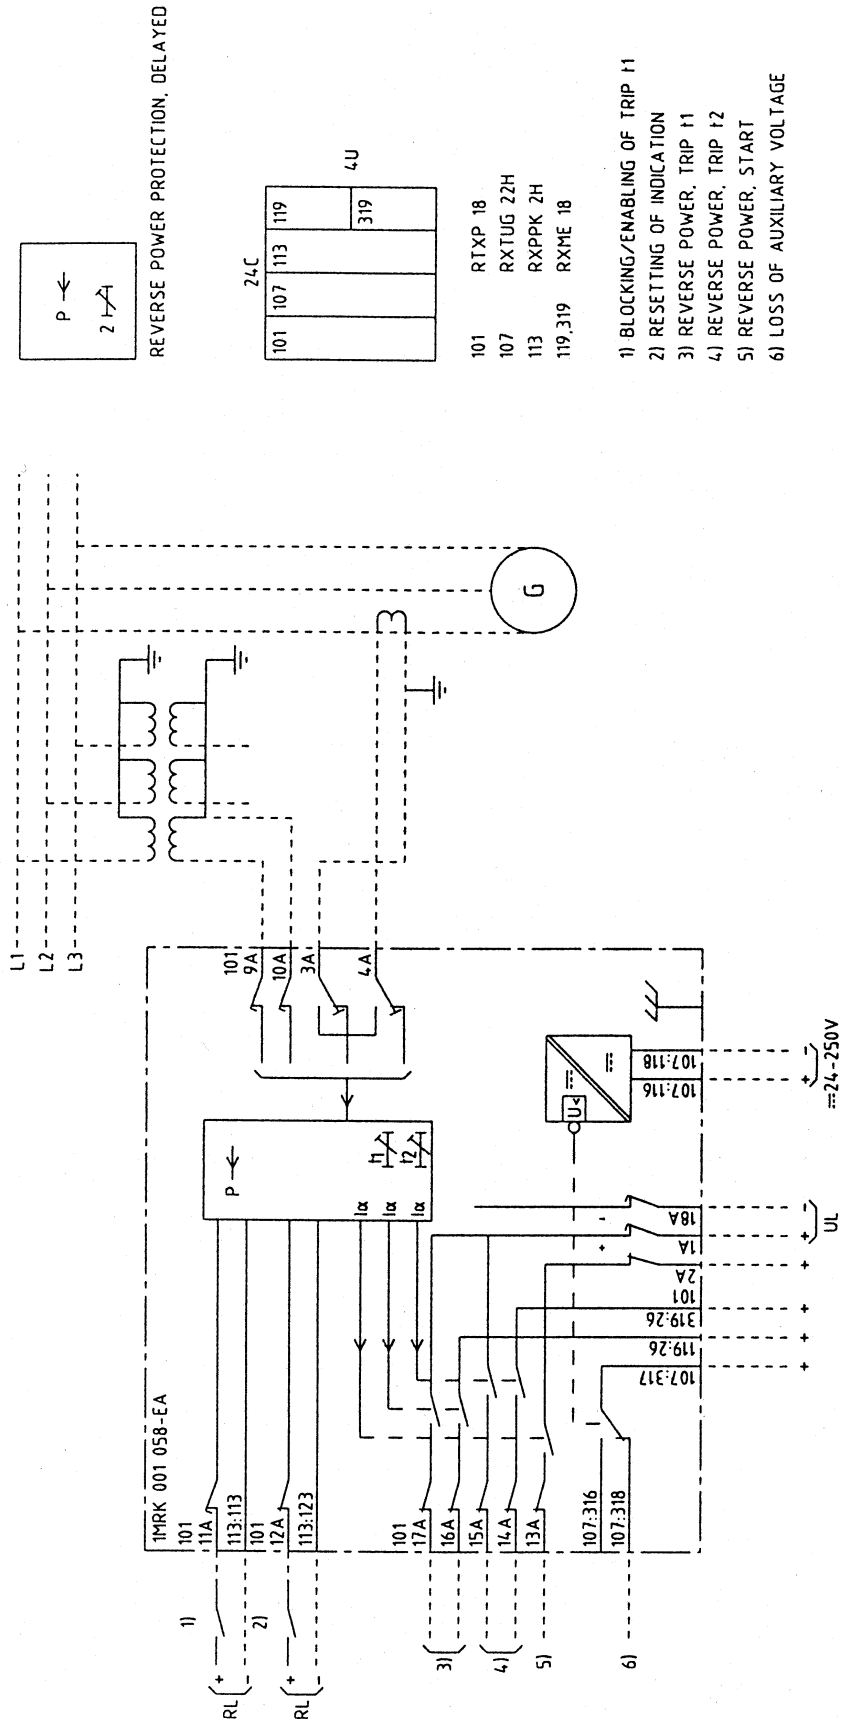 L1
L2
L3
1MRK 001 058-EA
101
11A
113:113
101
12A
113:123
101
17A
16A
15A
14A
13A
107:316
107:318
1)
2)
RL
+
RL
+
3)
4)
5)
6)
P
t1
t2
Iα
Iα
Iα
101
9A
10A
3A
4A
G
U<
107:118
107:116
-
+
⎓24-250V
-
+
18A
1A
2A
101
319:26
119:26
107:317
-
+
UL
+
+
+
+
P
2
REVERSE POWER PROTECTION, DELAYED
24C
101
107
113
119
319
4U
101 RTXP 18
107 RXTUG 22H
113 RXPPK 2H
119,319 RXME 18
1) BLOCKING/ENABLING OF TRIP t1
2) RESETTING OF INDICATION
3) REVERSE POWER, TRIP t1
4) REVERSE POWER, TRIP t2
5) REVERSE POWER, START
6) LOSS OF AUXILIARY VOLTAGE